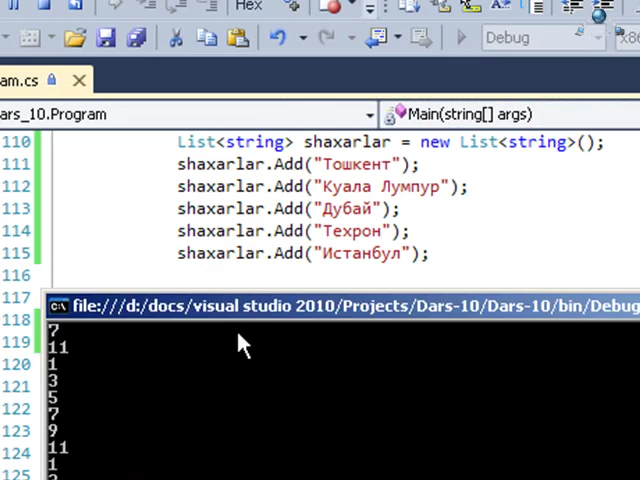 Hex
Debug
x86
am.cs
ars_10.Program
Main(string[] args)
110 List<string> shaxarlar = new List<string>();
111 shaxarlar.Add("Тошкент");
112 shaxarlar.Add("Куала Лумпур");
113 shaxarlar.Add("Дубай");
114 shaxarlar.Add("Техрон");
115 shaxarlar.Add("Истанбул");
116
117
118
119
120
121
122
123
124
125
C:\
file:///d:/docs/visual studio 2010/Projects/Dars-10/Dars-10/bin/Debug
7
11
1
3
5
7
9
11
1